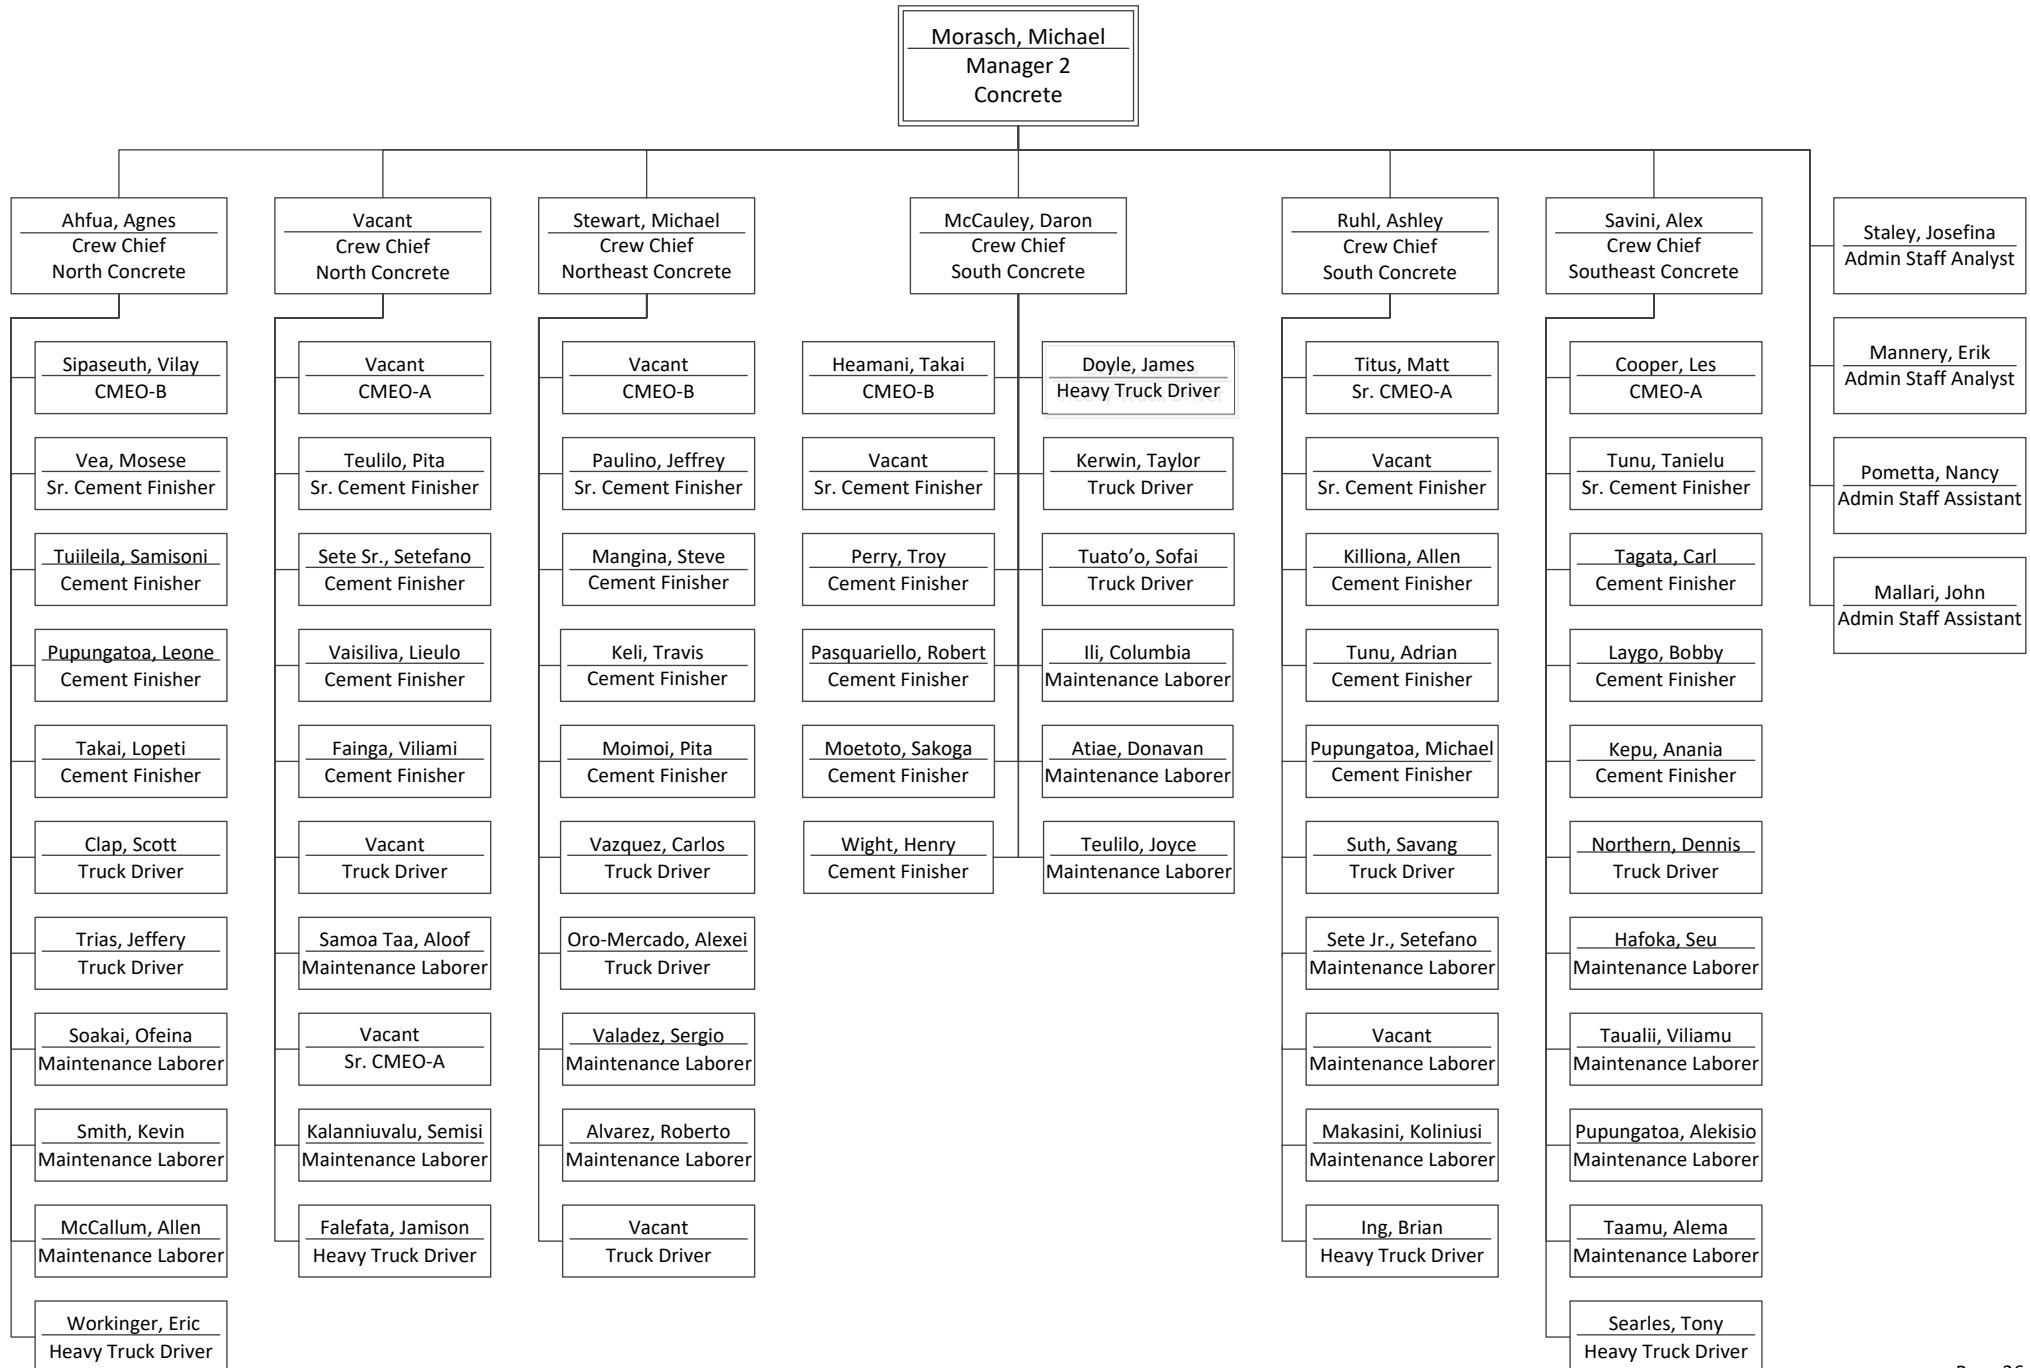 Morasch, Michael
Manager 2
Concrete
Ahfua, Agnes
Crew Chief
North Concrete
Sipaseuth, Vilay
CMEO-B
Vea, Mosese
Sr. Cement Finisher
Tuiileila, Samisoni
Cement Finisher
Pupungatoa, Leone
Cement Finisher
Takai, Lopeti
Cement Finisher
Clap, Scott
Truck Driver
Trias, Jeffery
Truck Driver
Soakai, Ofeina
Maintenance Laborer
Smith, Kevin
Maintenance Laborer
McCallum, Allen
Maintenance Laborer
Workinger, Eric
Heavy Truck Driver
Vacant
Crew Chief
North Concrete
Vacant
CMEO-A
Teulilo, Pita
Sr. Cement Finisher
Sete Sr., Setefano
Cement Finisher
Vaisiliva, Lieulo
Cement Finisher
Fainga, Viliami
Cement Finisher
Vacant
Truck Driver
Samoa Taa, Aloof
Maintenance Laborer
Vacant
Sr. CMEO-A
Kalanniuvalu, Semisi
Maintenance Laborer
Falefata, Jamison
Heavy Truck Driver
Stewart, Michael
Crew Chief
Northeast Concrete
Vacant
CMEO-B
Paulino, Jeffrey
Sr. Cement Finisher
Mangina, Steve
Cement Finisher
Keli, Travis
Cement Finisher
Moimoi, Pita
Cement Finisher
Vazquez, Carlos
Truck Driver
Oro-Mercado, Alexei
Truck Driver
Valadez, Sergio
Maintenance Laborer
Alvarez, Roberto
Maintenance Laborer
Vacant
Truck Driver
McCauley, Daron
Crew Chief
South Concrete
Heamani, Takai
CMEO-B
Vacant
Sr. Cement Finisher
Perry, Troy
Cement Finisher
Pasquariello, Robert
Cement Finisher
Moetoto, Sakoga
Cement Finisher
Wight, Henry
Cement Finisher
Doyle, James
Heavy Truck Driver
Kerwin, Taylor
Truck Driver
Tuato’o, Sofai
Truck Driver
Ili, Columbia
Maintenance Laborer
Atiae, Donavan
Maintenance Laborer
Teulilo, Joyce
Maintenance Laborer
Ruhl, Ashley
Crew Chief
South Concrete
Titus, Matt
Sr. CMEO-A
Vacant
Sr. Cement Finisher
Killiona, Allen
Cement Finisher
Tunu, Adrian
Cement Finisher
Pupungatoa, Michael
Cement Finisher
Suth, Savang
Truck Driver
Sete Jr., Setefano
Maintenance Laborer
Vacant
Maintenance Laborer
Makasini, Koliniusi
Maintenance Laborer
Ing, Brian
Heavy Truck Driver
Savini, Alex
Crew Chief
Southeast Concrete
Cooper, Les
CMEO-A
Tunu, Tanielu
Sr. Cement Finisher
Tagata, Carl
Cement Finisher
Laygo, Bobby
Cement Finisher
Kepu, Anania
Cement Finisher
Northern, Dennis
Truck Driver
Hafoka, Seu
Maintenance Laborer
Taualii, Viliamu
Maintenance Laborer
Pupungatoa, Alekisio
Maintenance Laborer
Taamu, Alema
Maintenance Laborer
Searles, Tony
Heavy Truck Driver
Staley, Josefina
Admin Staff Analyst
Mannery, Erik
Admin Staff Analyst
Pometta, Nancy
Admin Staff Assistant
Mallari, John
Admin Staff Assistant